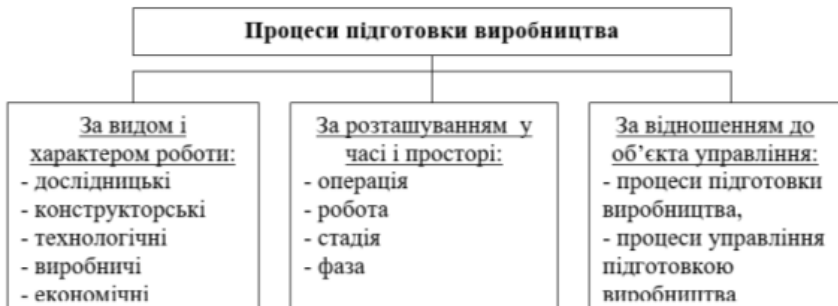 Процеси підготовки виробництва
За видом і
характером роботи:
- дослідницькі
- конструкторські
- технологічні
- виробничі
- економічні
За розташуванням у
часі і просторі:
- операція
- робота
- стадія
- фаза
За відношенням до
об’єкта управління:
- процеси підготовки
виробництва,
- процеси управління
підготовкою
виробництва